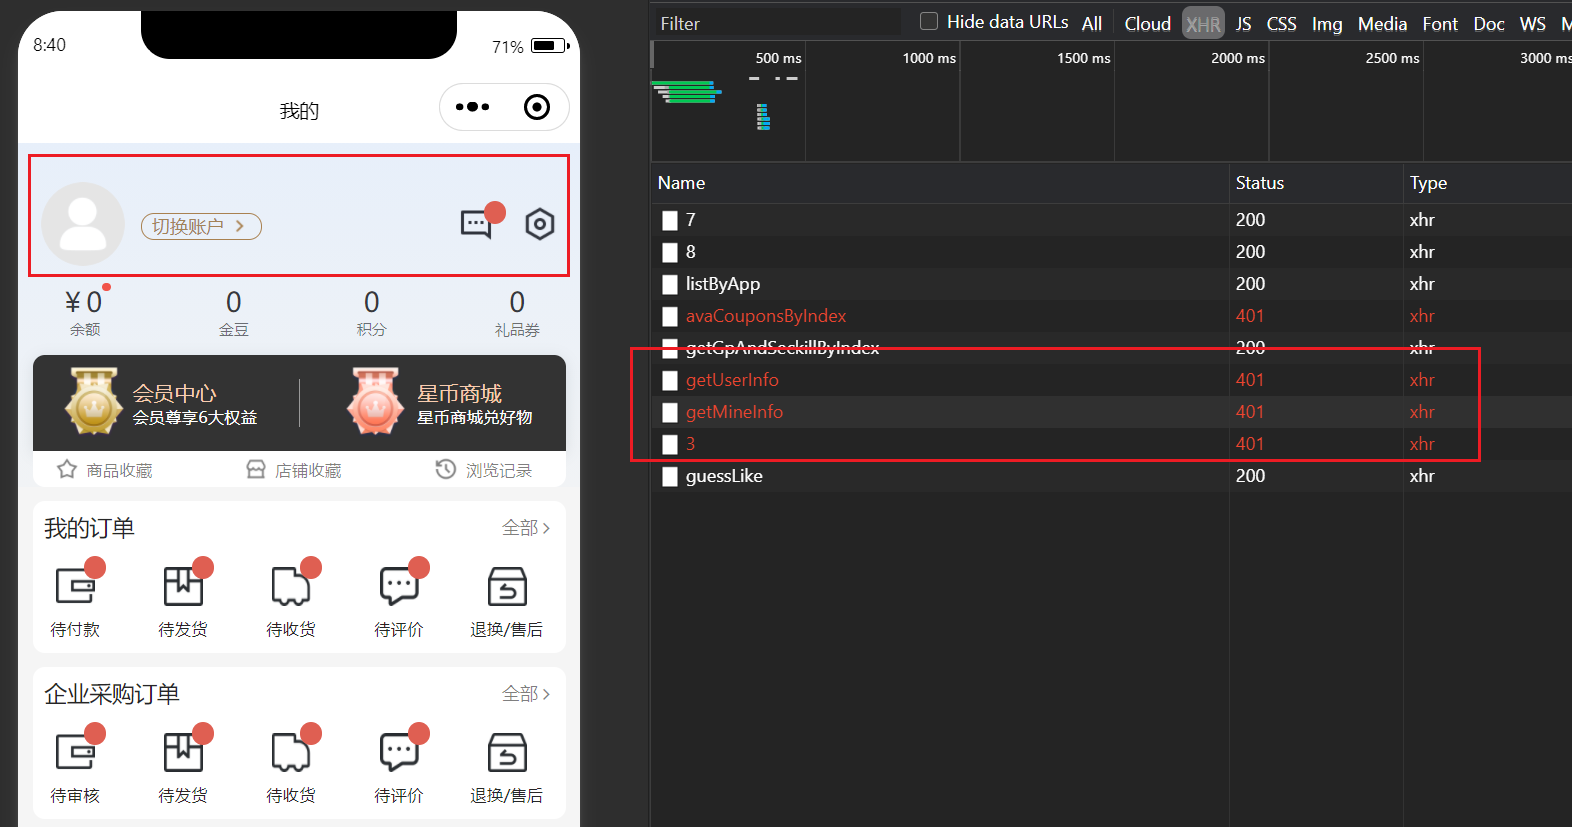 8:40
71%
我的
切换账户
¥0
0
0
0
余额
金豆
积分
礼品券
会员中心
会员尊享6大权益
星币商城
星币商城兑好物
商品收藏
店铺收藏
浏览记录
我的订单
全部
待付款
待发货
待收货
待评价
退换/售后
企业采购订单
全部
待审核
待发货
待收货
待评价
退换/售后
Filter
Hide data URLs
All
Cloud
XHR
JS
CSS
Img
Media
Font
Doc
WS
M
500 ms
1000 ms
1500 ms
2000 ms
2500 ms
3000 ms
Name Status Type
7 200 xhr
8 200 xhr
listByApp 200 xhr
avaCouponsByIndex 401 xhr
getGpAndSeckillByIndex 200 xhr
getUserInfo 401 xhr
getMineInfo 401 xhr
3 401 xhr
guessLike 200 xhr